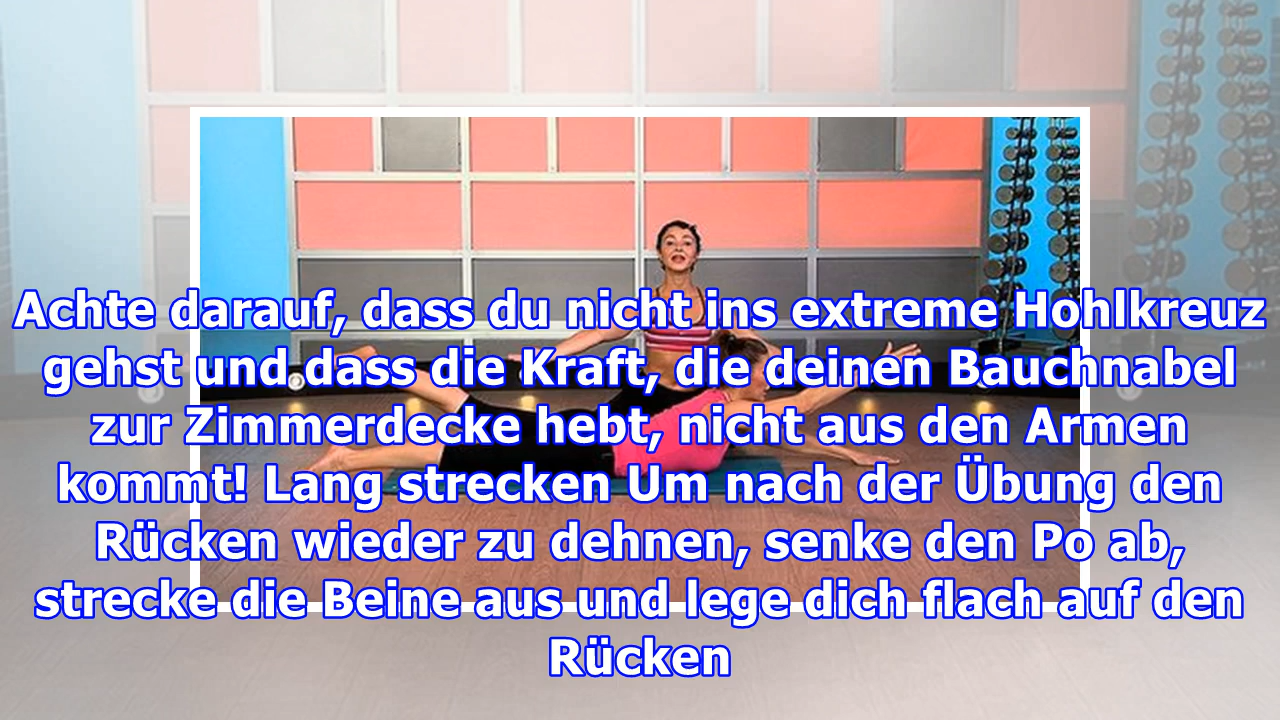 Achte darauf, dass du nicht ins extreme Hohlkreuz
gehst und dass die Kraft, die deinen Bauchnabel
zur Zimmerdecke hebt, nicht aus den Armen
kommt! Lang strecken Um nach der Übung den
Rücken wieder zu dehnen, senke den Po ab,
strecke die Beine aus und lege dich flach auf den
Rücken